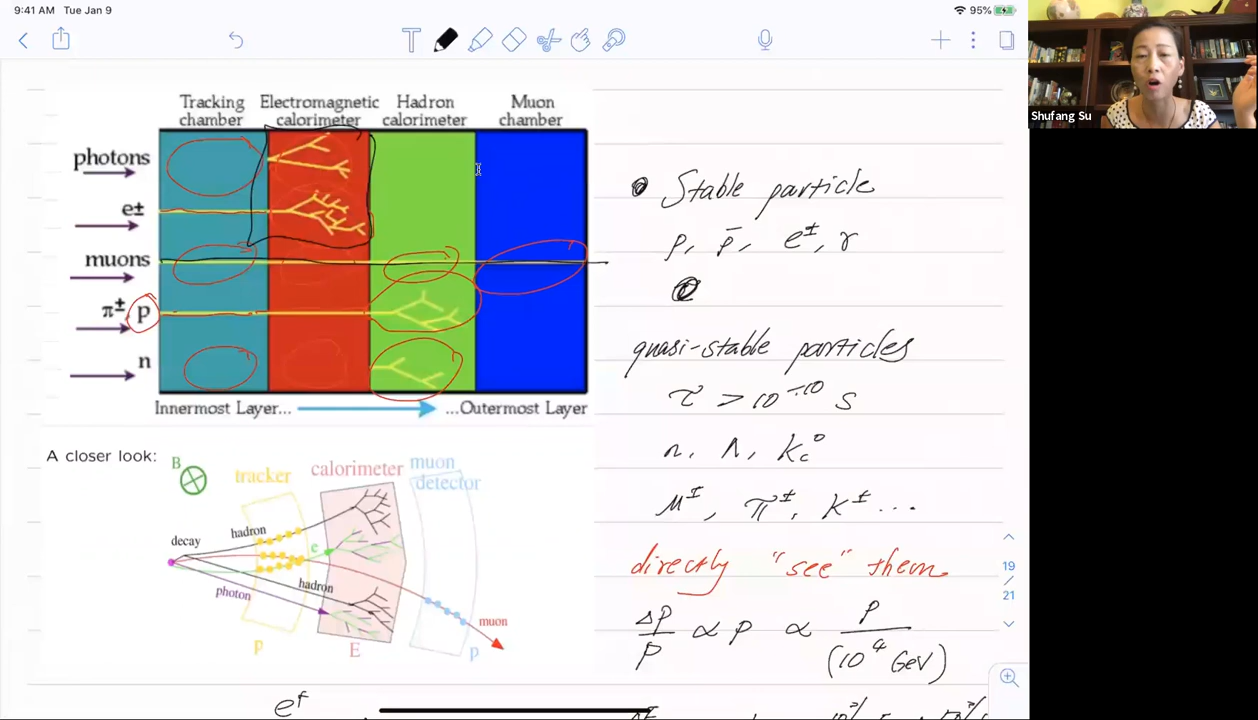 9:41 AM Tue Jan 9
95%
Shufang Su
Tracking chamber
Electromagnetic calorimeter
Hadron calorimeter
Muon chamber
photons
e±
muons
π± p
n
Innermost Layer...
...Outermost Layer
A closer look:
B
tracker
calorimeter
muon detector
decay
hadron
e
hadron
photon
muon
p
E
p
• Stable particle
p, p̄, e±, γ
quasi-stable particles
τ > 10⁻¹⁰ s
n, Λ, K
μ±, π±, K± ...
directly "see" them
Δp/p ∝ p ∝ p/(10⁴ GeV)
19
/
21